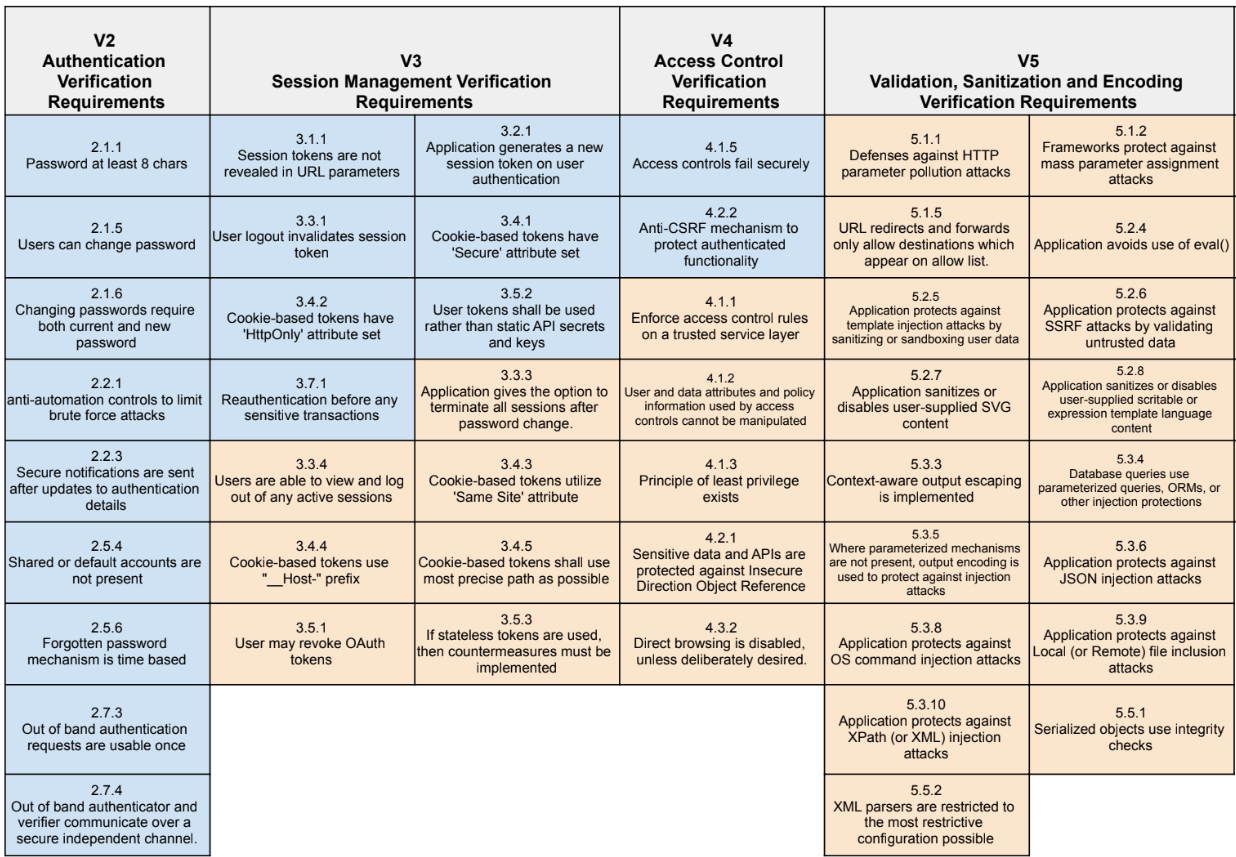 V2
Authentication
Verification
Requirements
V3
Session Management Verification
Requirements
V4
Access Control
Verification
Requirements
V5
Validation, Sanitization and Encoding
Verification Requirements
2.1.1
Password at least 8 chars
3.1.1
Session tokens are not
revealed in URL parameters
3.2.1
Application generates a new
session token on user
authentication
4.1.5
Access controls fail securely
5.1.1
Defenses against HTTP
parameter pollution attacks
5.1.2
Frameworks protect against
mass parameter assignment
attacks
2.1.5
Users can change password
3.3.1
User logout invalidates session
token
3.4.1
Cookie-based tokens have
'Secure' attribute set
4.2.2
Anti-CSRF mechanism to
protect authenticated
functionality
5.1.5
URL redirects and forwards
only allow destinations which
appear on allow list.
5.2.4
Application avoids use of eval()
2.1.6
Changing passwords require
both current and new
password
3.4.2
Cookie-based tokens have
'HttpOnly' attribute set
3.5.2
User tokens shall be used
rather than static API secrets
and keys
4.1.1
Enforce access control rules
on a trusted service layer
5.2.5
Application protects against
template injection attacks by
sanitizing or sandboxing user data
5.2.6
Application protects against
SSRF attacks by validating
untrusted data
2.2.1
anti-automation controls to limit
brute force attacks
3.7.1
Reauthentication before any
sensitive transactions
3.3.3
Application gives the option to
terminate all sessions after
password change.
4.1.2
User and data attributes and policy
information used by access
controls cannot be manipulated
5.2.7
Application sanitizes or
disables user-supplied SVG
content
5.2.8
Application sanitizes or disables
user-supplied scritable or
expression template language
content
2.2.3
Secure notifications are sent
after updates to authentication
details
3.3.4
Users are able to view and log
out of any active sessions
3.4.3
Cookie-based tokens utilize
'Same Site' attribute
4.1.3
Principle of least privilege
exists
5.3.3
Context-aware output escaping
is implemented
5.3.4
Database queries use
parameterized queries, ORMs, or
other injection protections
2.5.4
Shared or default accounts are
not present
3.4.4
Cookie-based tokens use
"__Host-" prefix
3.4.5
Cookie-based tokens shall use
most precise path as possible
4.2.1
Sensitive data and APIs are
protected against Insecure
Direction Object Reference
5.3.5
Where parameterized mechanisms
are not present, output encoding is
used to protect against injection
attacks
5.3.6
Application protects against
JSON injection attacks
2.5.6
Forgotten password
mechanism is time based
3.5.1
User may revoke OAuth
tokens
3.5.3
If stateless tokens are used,
then countermeasures must be
implemented
4.3.2
Direct browsing is disabled,
unless deliberately desired.
5.3.8
Application protects against
OS command injection attacks
5.3.9
Application protects against
Local (or Remote) file inclusion
attacks
2.7.3
Out of band authentication
requests are usable once
5.3.10
Application protects against
XPath (or XML) injection
attacks
5.5.1
Serialized objects use integrity
checks
2.7.4
Out of band authenticator and
verifier communicate over a
secure independent channel.
5.5.2
XML parsers are restricted to
the most restrictive
configuration possible